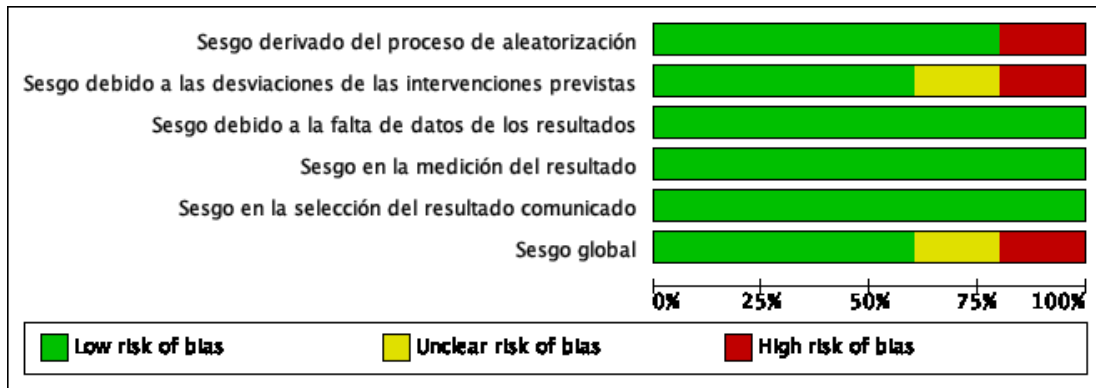 Sesgo derivado del proceso de aleatorización
Sesgo debido a las desviaciones de las intervenciones previstas
Sesgo debido a la falta de datos de los resultados
Sesgo en la medición del resultado
Sesgo en la selección del resultado comunicado
Sesgo global
0% 25% 50% 75% 100%
Low risk of bias Unclear risk of bias High risk of bias